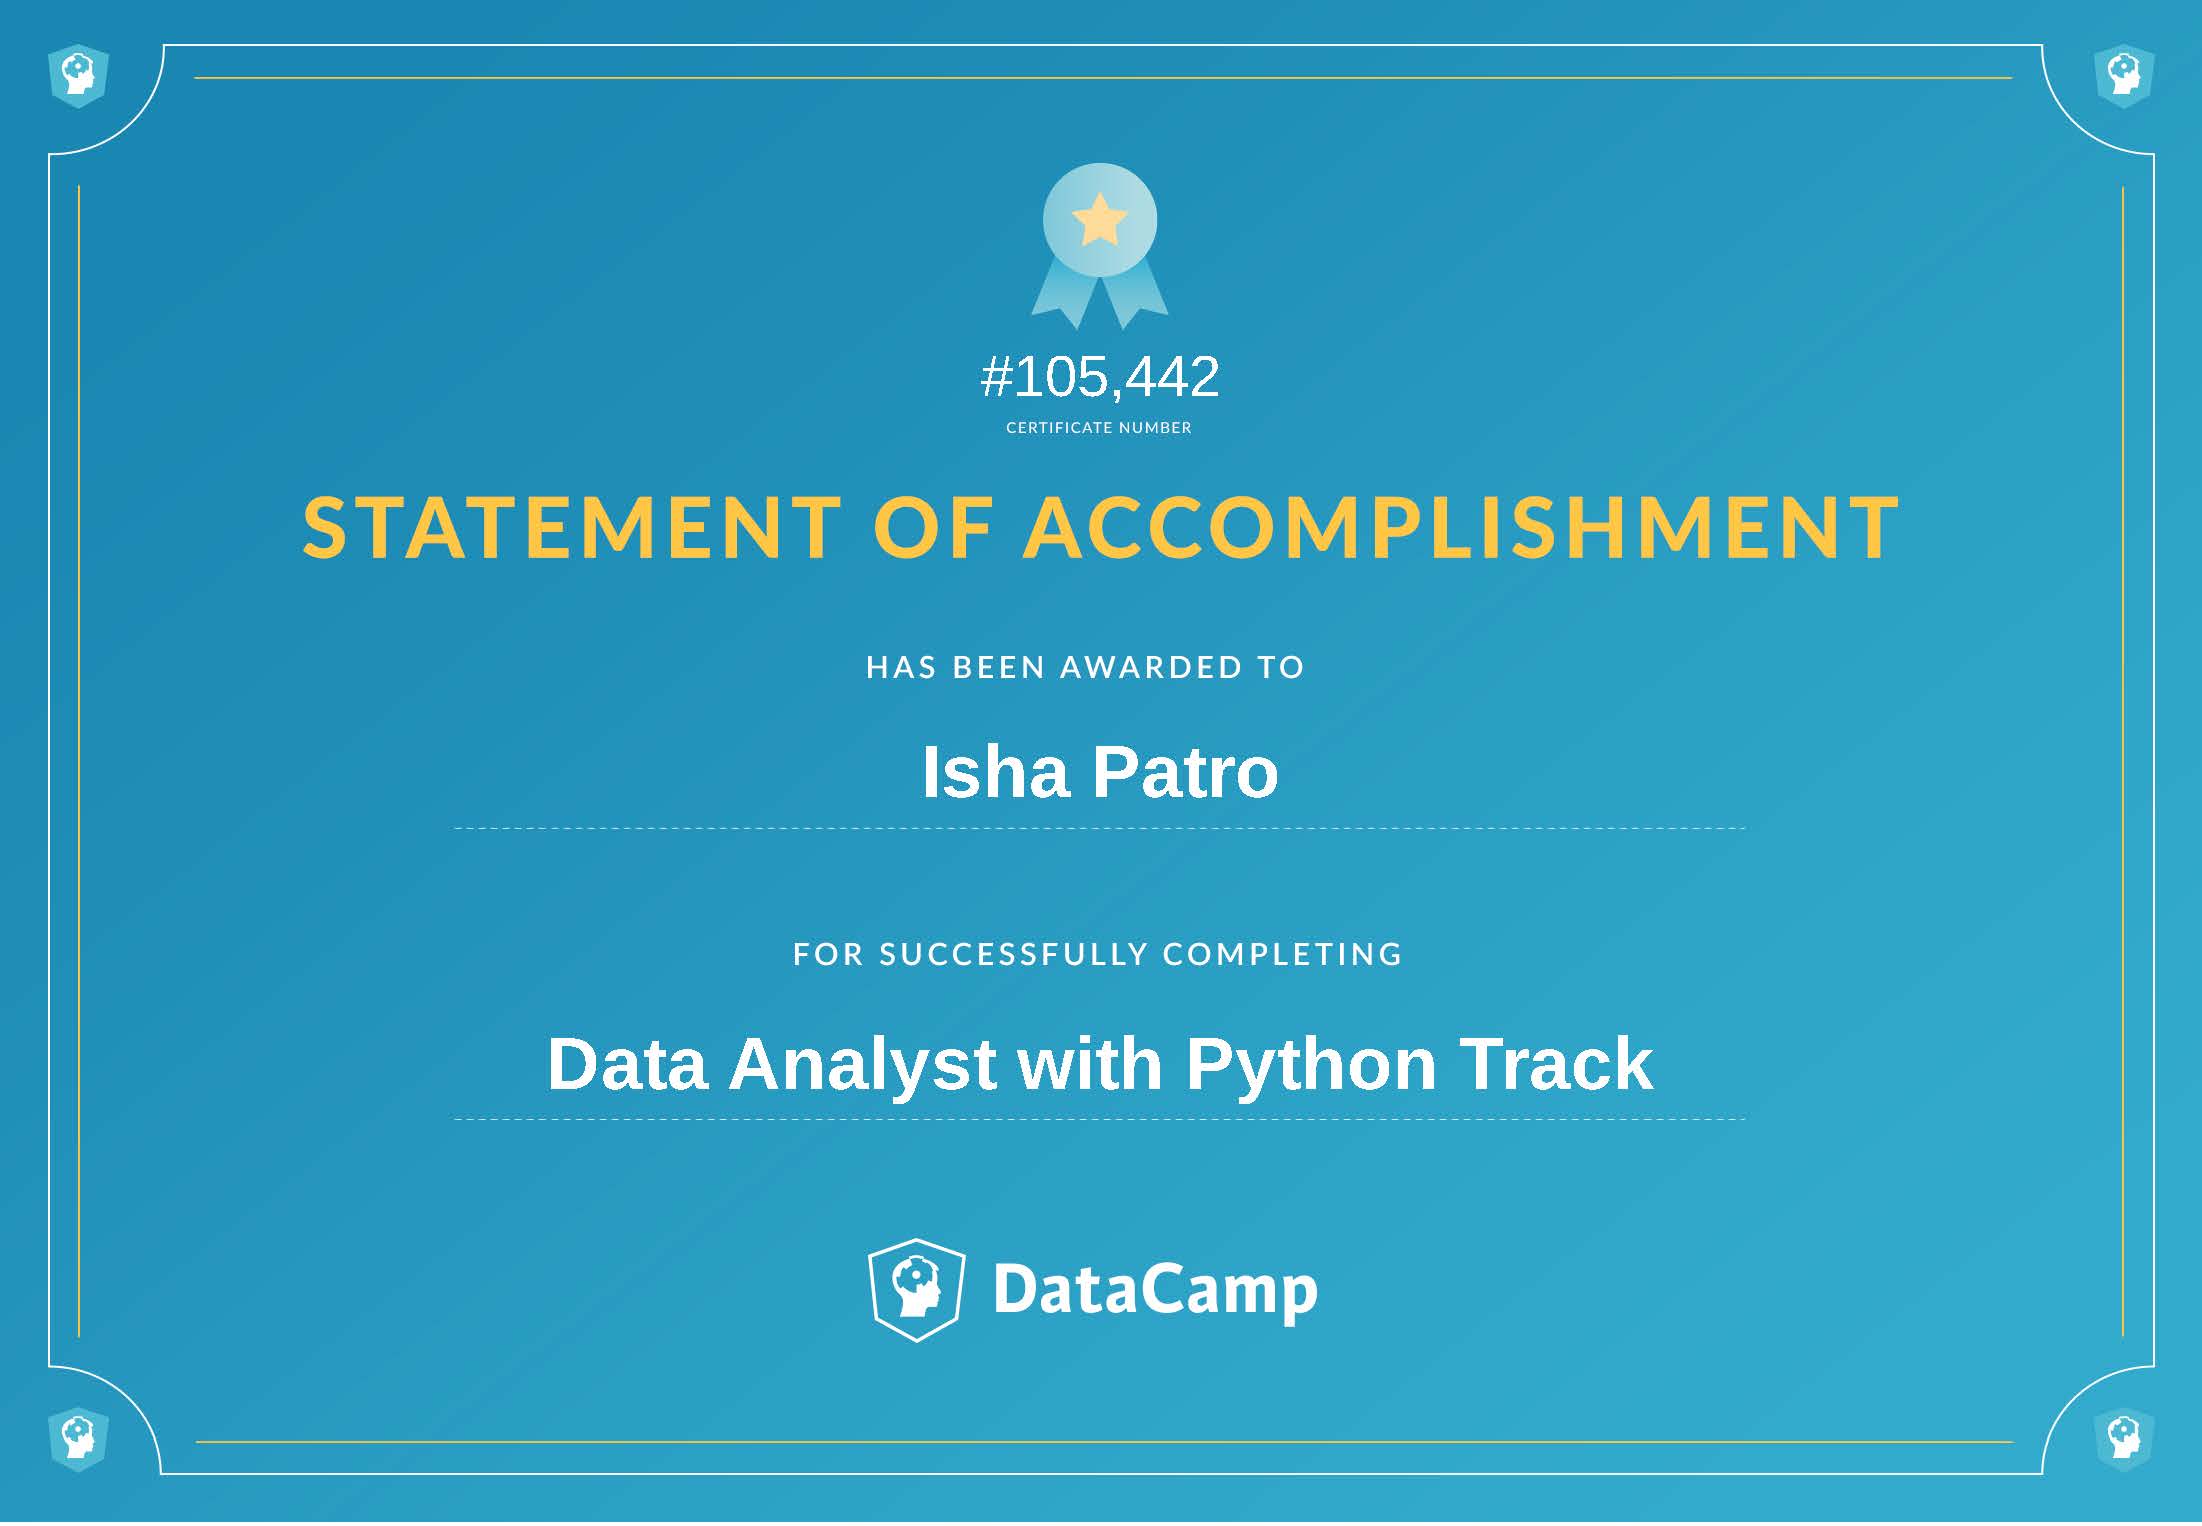 #105,442
CERTIFICATE NUMBER
STATEMENT OF ACCOMPLISHMENT
HAS BEEN AWARDED TO
Isha Patro
FOR SUCCESSFULLY COMPLETING
Data Analyst with Python Track
DataCamp